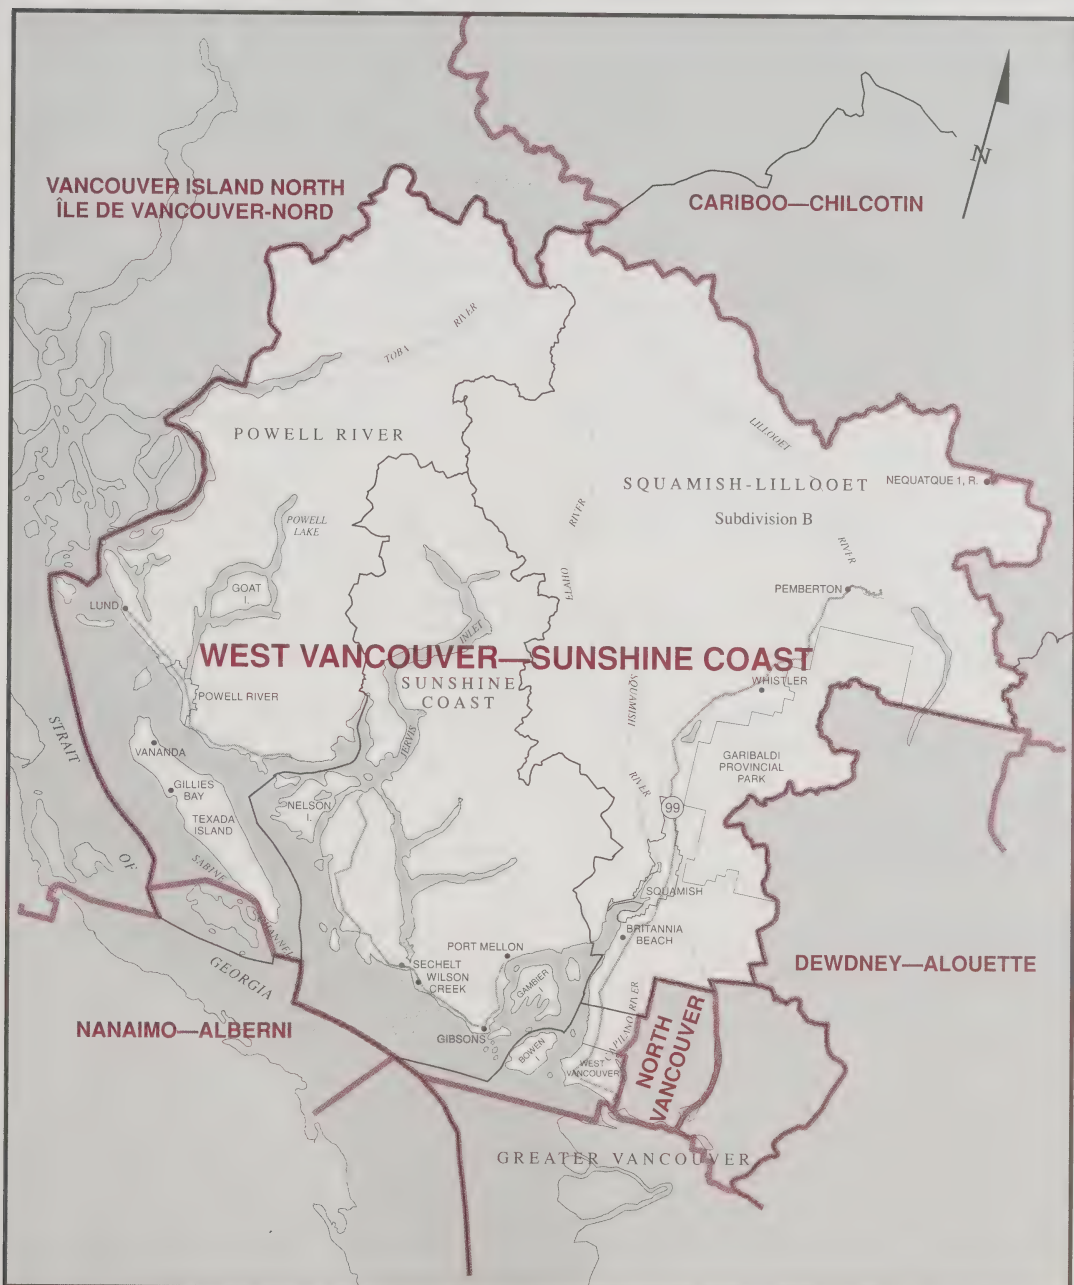 VANCOUVER ISLAND NORTH
ÎLE DE VANCOUVER-NORD
CARIBOO—CHILCOTIN
N
TOBA
RIVER
POWELL RIVER
LILLOOET
SQUAMISH-LILLOOET
Subdivision B
NEQUATQUE 1, R.
RIVER
POWELL
LAKE
ELAHO
RIVER
GOAT
I.
PEMBERTON
LUND
INLET
WEST VANCOUVER—SUNSHINE COAST
SUNSHINE
COAST
JERVIS
SQUAMISH
RIVER
WHISTLER
POWELL RIVER
STRAIT
OF
GEORGIA
VANANDA
GILLIES
BAY
TEXADA
ISLAND
NELSON
I.
GARIBALDI
PROVINCIAL
PARK
99
SABINE
CHANNEL
SQUAMISH
BRITANNIA
BEACH
PORT MELLON
SECHELT
WILSON
CREEK
GAMBIER
I.
GIBSONS
BOWEN
I.
WEST
VANCOUVER
CAPILANO RIVER
NORTH
VANCOUVER
DEWDNEY—ALOUETTE
NANAIMO—ALBERNI
GREATER VANCOUVER